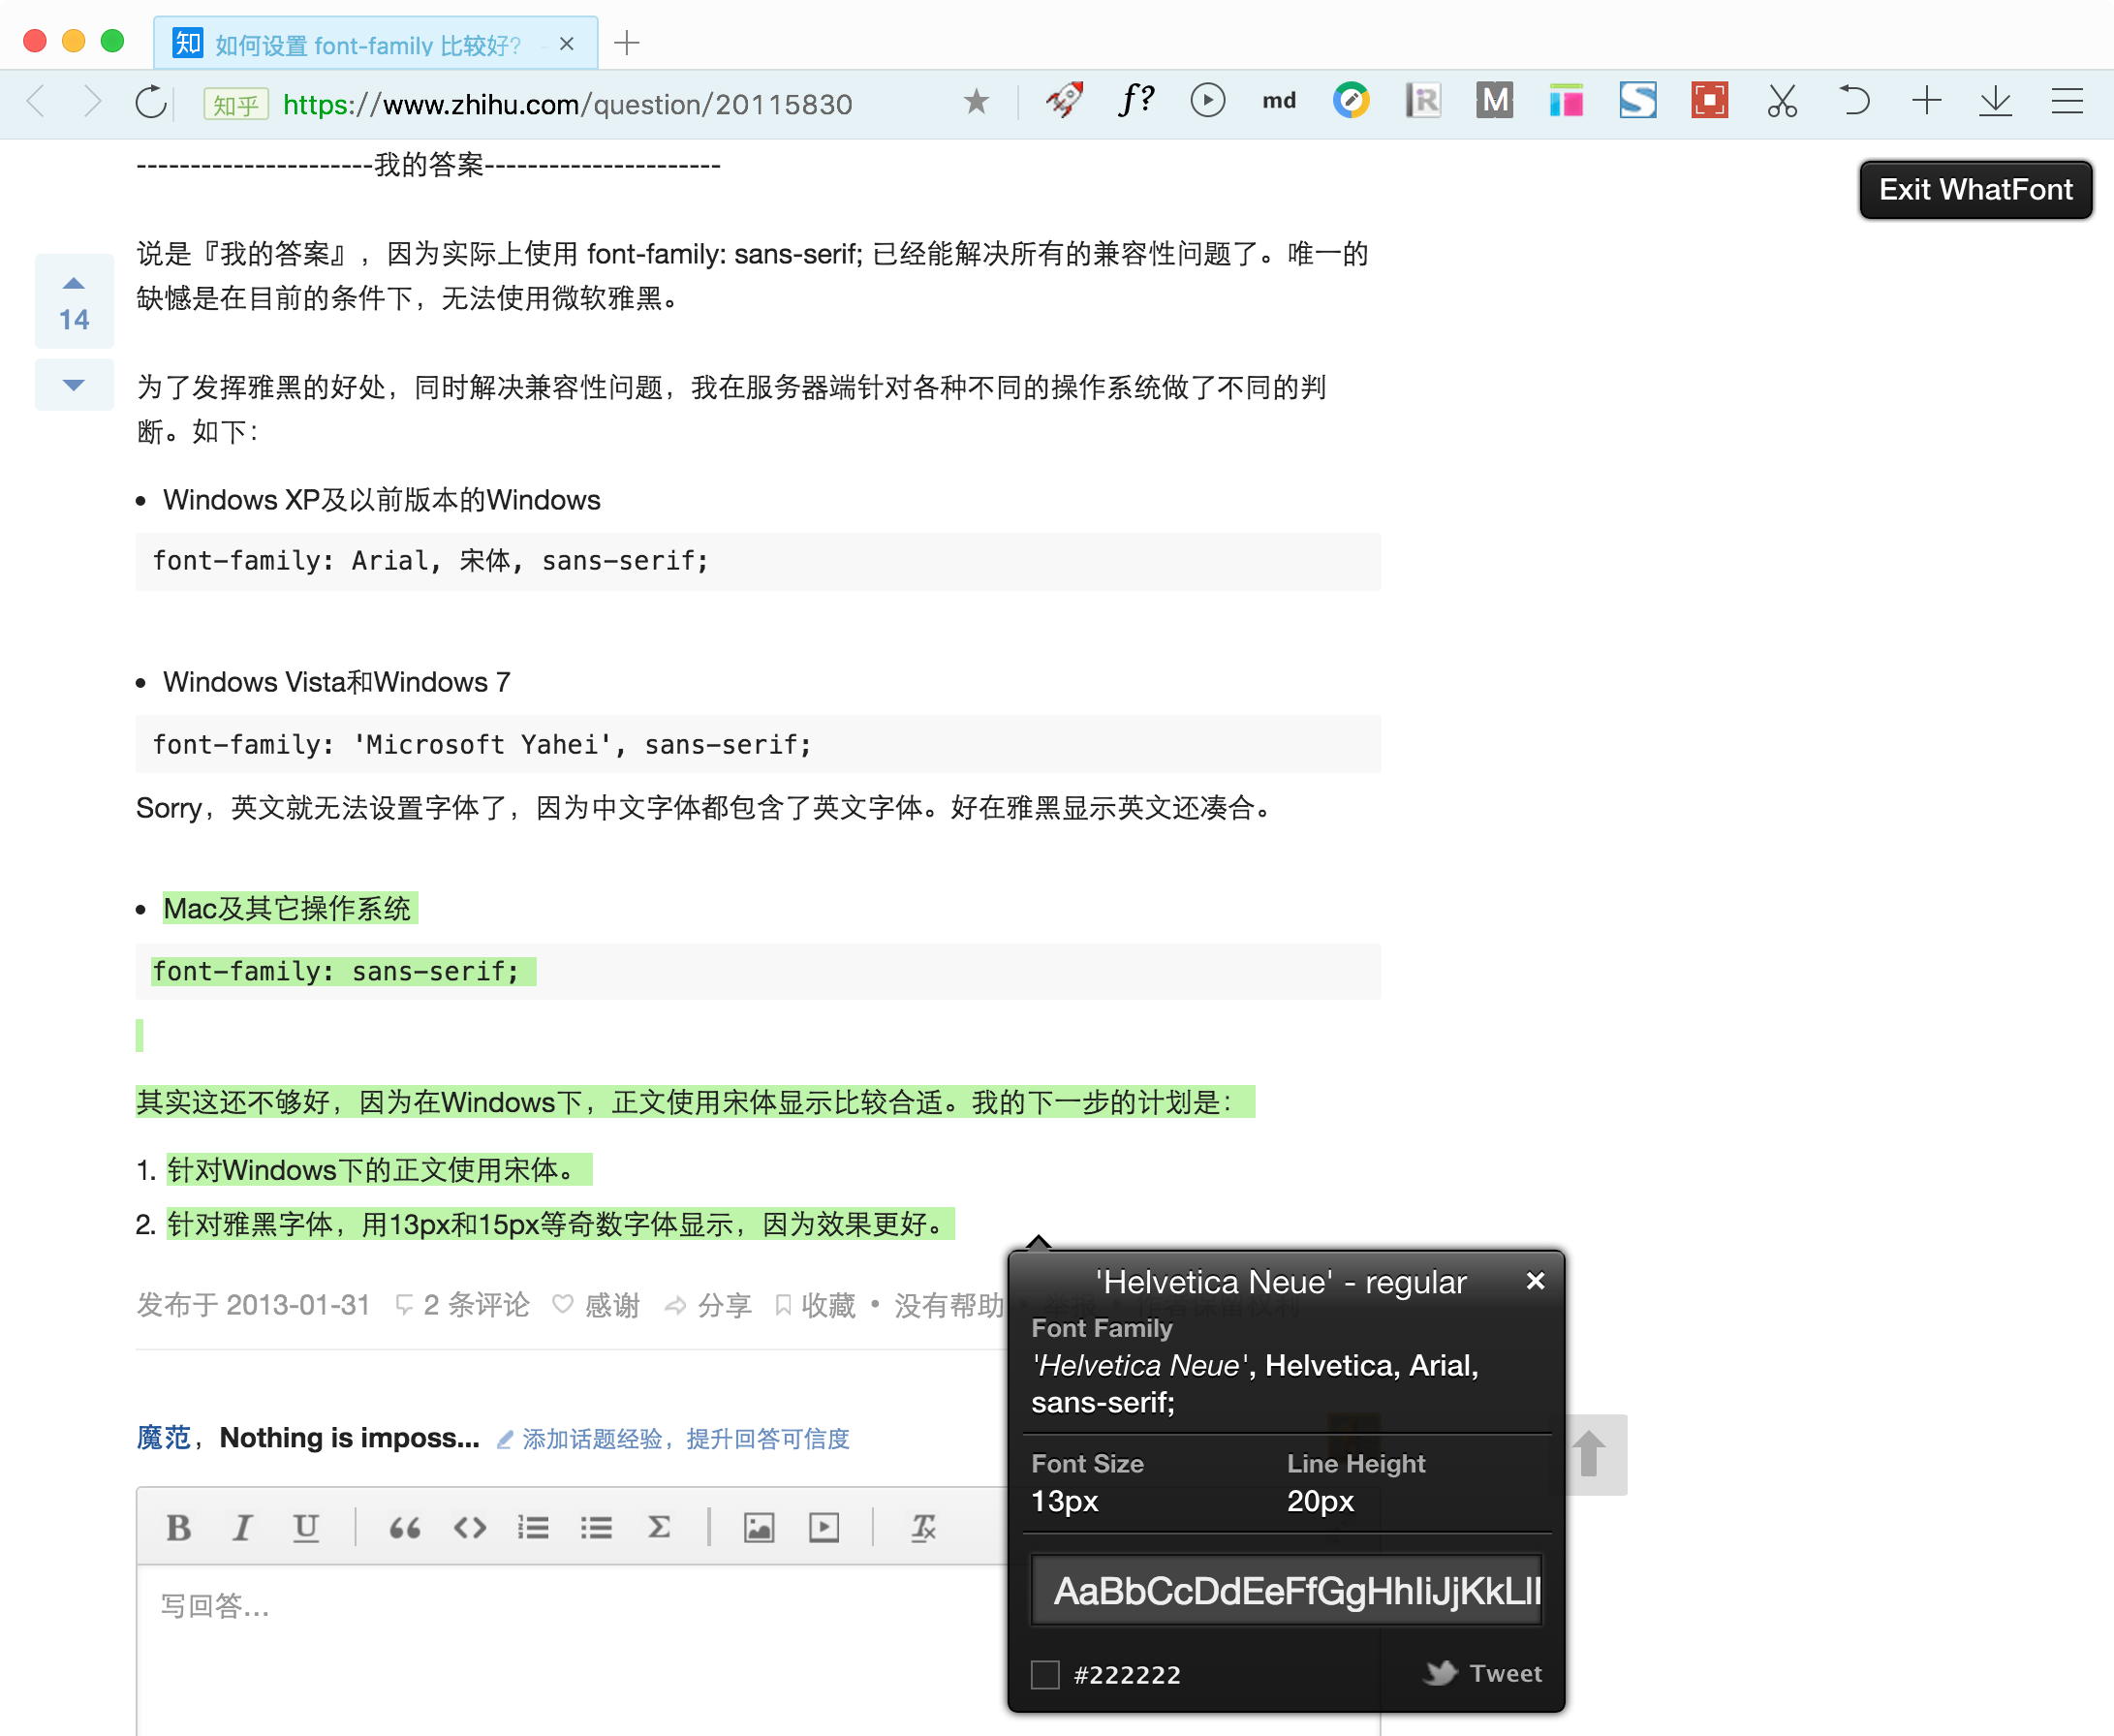 知 如何设置 font-family 比较好?
知乎 https://www.zhihu.com/question/20115830
f? md R M S
----------------------我的答案----------------------
Exit WhatFont
说是『我的答案』，因为实际上使用 font-family: sans-serif; 已经能解决所有的兼容性问题了。唯一的
缺憾是在目前的条件下，无法使用微软雅黑。
14
为了发挥雅黑的好处，同时解决兼容性问题，我在服务器端针对各种不同的操作系统做了不同的判
断。如下：
• Windows XP及以前版本的Windows
font-family: Arial, 宋体, sans-serif;
• Windows Vista和Windows 7
font-family: 'Microsoft Yahei', sans-serif;
Sorry，英文就无法设置字体了，因为中文字体都包含了英文字体。好在雅黑显示英文还凑合。
• Mac及其它操作系统
font-family: sans-serif;
其实这还不够好，因为在Windows下，正文使用宋体显示比较合适。我的下一步的计划是：
1. 针对Windows下的正文使用宋体。
2. 针对雅黑字体，用13px和15px等奇数字体显示，因为效果更好。
发布于 2013-01-31 2 条评论 感谢 分享 收藏 • 没有帮助 • 举报 • 作者保留权利
魔范，Nothing is imposs... 添加话题经验，提升回答可信度
B I U “ <> Σ Tx
写回答...
'Helvetica Neue' - regular ×
Font Family
'Helvetica Neue', Helvetica, Arial,
sans-serif;
Font Size Line Height
13px 20px
AaBbCcDdEeFfGgHhIiJjKkLl
#222222 Tweet